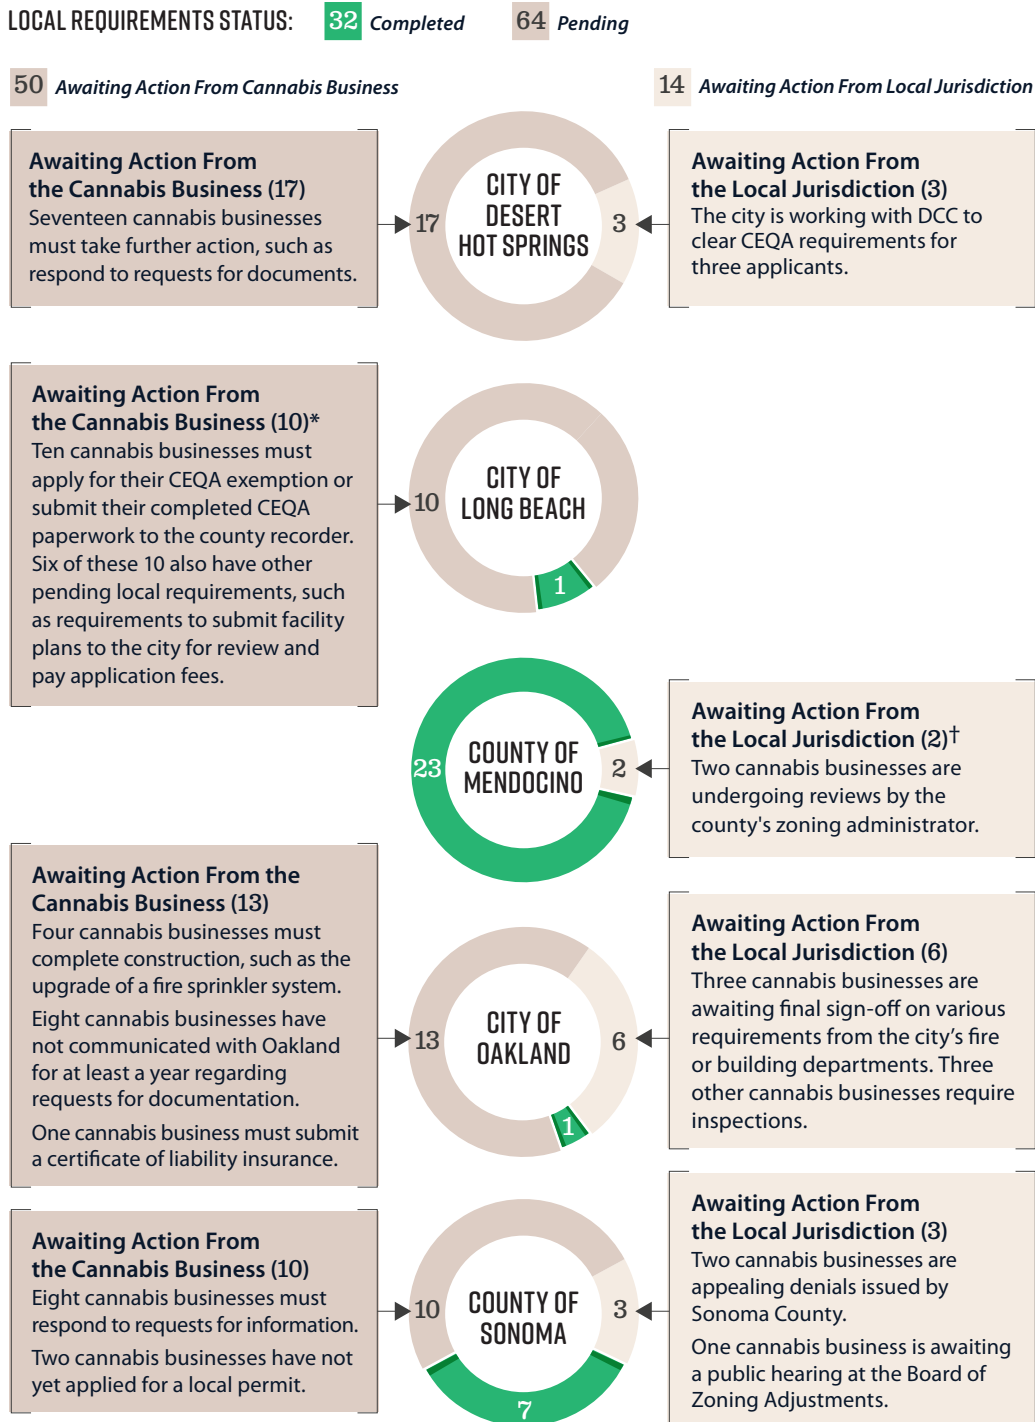 LOCAL REQUIREMENTS STATUS: 32 Completed 64 Pending
50 Awaiting Action From Cannabis Business
14 Awaiting Action From Local Jurisdiction
Awaiting Action From
the Cannabis Business (17)
Seventeen cannabis businesses
must take further action, such as
respond to requests for documents.
17
CITY OF
DESERT
HOT SPRINGS
3
Awaiting Action From
the Local Jurisdiction (3)
The city is working with DCC to
clear CEQA requirements for
three applicants.
Awaiting Action From
the Cannabis Business (10)*
Ten cannabis businesses must
apply for their CEQA exemption or
submit their completed CEQA
paperwork to the county recorder.
Six of these 10 also have other
pending local requirements, such
as requirements to submit facility
plans to the city for review and
pay application fees.
10
CITY OF
LONG BEACH
1
23
COUNTY OF
MENDOCINO
2
Awaiting Action From
the Local Jurisdiction (2)†
Two cannabis businesses are
undergoing reviews by the
county's zoning administrator.
Awaiting Action From the
Cannabis Business (13)
Four cannabis businesses must
complete construction, such as the
upgrade of a fire sprinkler system.
Eight cannabis businesses have
not communicated with Oakland
for at least a year regarding
requests for documentation.
One cannabis business must submit
a certificate of liability insurance.
13
CITY OF
OAKLAND
6
1
Awaiting Action From
the Local Jurisdiction (6)
Three cannabis businesses are
awaiting final sign-off on various
requirements from the city’s fire
or building departments. Three
other cannabis businesses require
inspections.
Awaiting Action From
the Cannabis Business (10)
Eight cannabis businesses must
respond to requests for information.
Two cannabis businesses have not
yet applied for a local permit.
10
COUNTY OF
SONOMA
3
7
Awaiting Action From
the Local Jurisdiction (3)
Two cannabis businesses are
appealing denials issued by
Sonoma County.
One cannabis business is awaiting
a public hearing at the Board of
Zoning Adjustments.